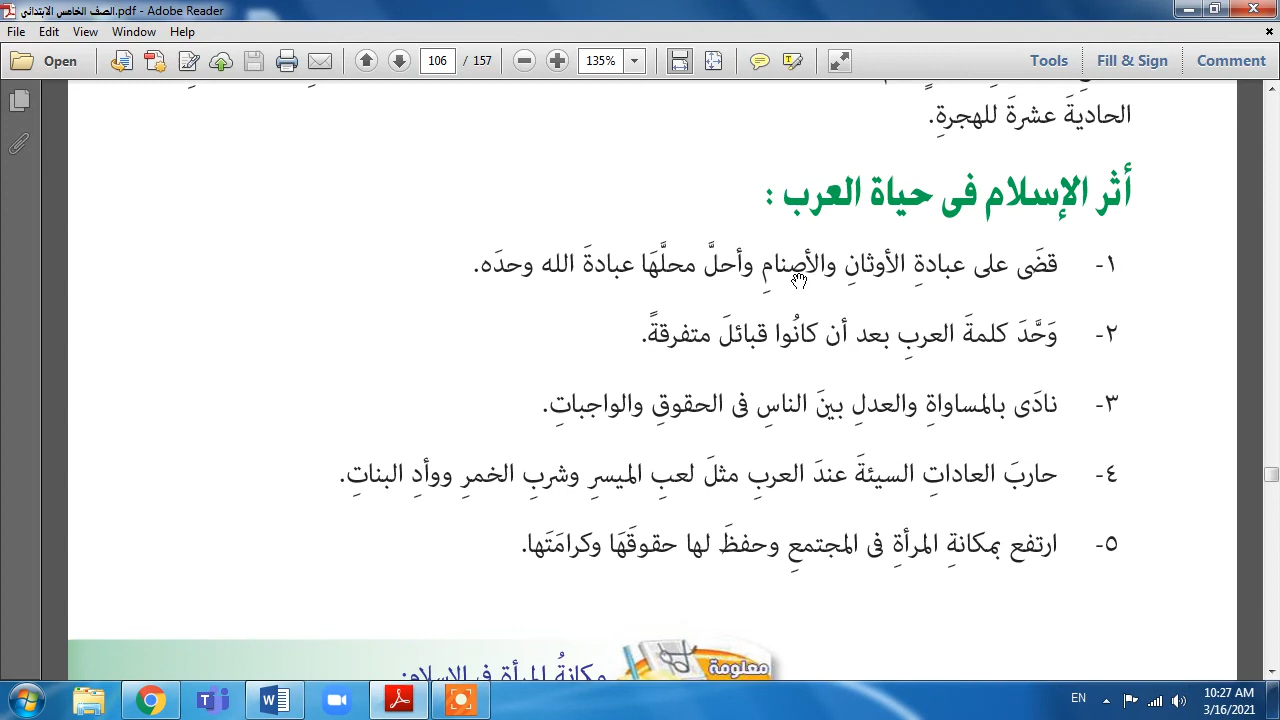 الصف الخامس الابتدائي.pdf - Adobe Reader
File Edit View Window Help
Open 106 / 157 135% Tools Fill & Sign Comment
الحاديةَ عشرةَ للهجرةِ.
أثر الإسلام فى حياة العرب :
١- قضَى على عبادةِ الأوثانِ والأصنامِ وأحلَّ محلَّهَا عبادةَ الله وحدَه.
٢- وَحَّدَ كلمةَ العربِ بعد أن كانُوا قبائلَ متفرقةً.
٣- نادَى بالمساواةِ والعدلِ بينَ الناسِ فى الحقوقِ والواجباتِ.
٤- حاربَ العاداتِ السيئةَ عندَ العربِ مثلَ لعبِ الميسرِ وشربِ الخمرِ ووأدِ البناتِ.
٥- ارتفع بمكانةِ المرأةِ فى المجتمعِ وحفظَ لها حقوقَهَا وكرامَتَها.
معلومة
مكانةُ المرأة فى الإسلام:
EN 10:27 AM
3/16/2021